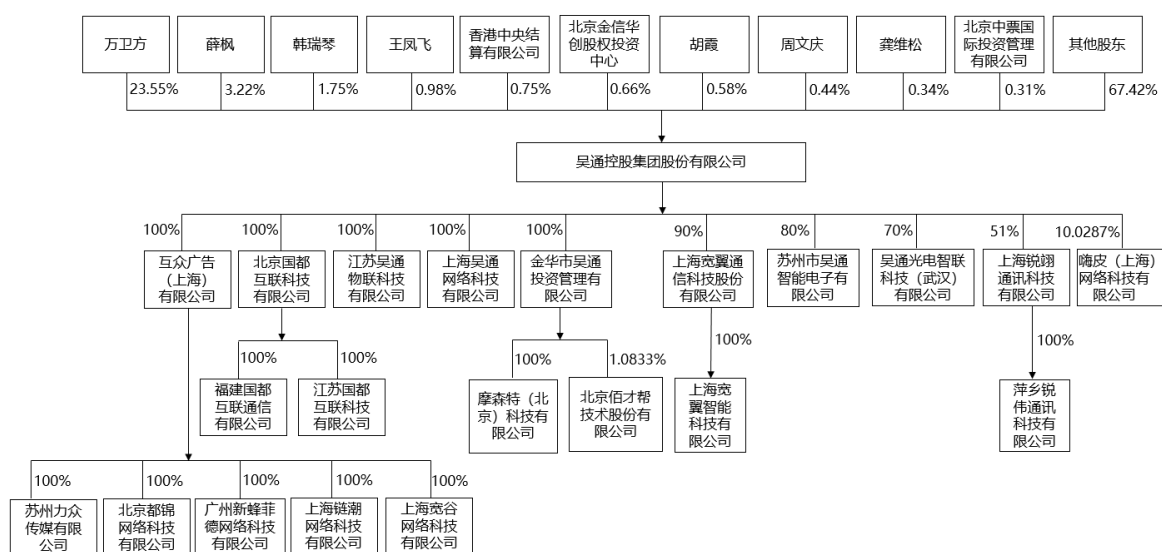 万卫方
薛枫
韩瑞琴
王凤飞
香港中央结
算有限公司
北京金信华
创股权投资
中心
胡霞
周文庆
龚维松
北京中票国
际投资管理
有限公司
其他股东
23.55%
3.22%
1.75%
0.98%
0.75%
0.66%
0.58%
0.44%
0.34%
0.31%
67.42%
吴通控股集团股份有限公司
100%
100%
100%
100%
100%
90%
80%
70%
51%
10.0287%
互众广告
（上海）
有限公司
北京国都
互联科技
有限公司
江苏吴通
物联科技
有限公司
上海吴通
网络科技
有限公司
金华市吴通
投资管理有
限公司
上海宽翼通
信科技股份
有限公司
苏州市吴通
智能电子有
限公司
吴通光电智联
科技（武汉）
有限公司
上海锐翊
通讯科技
有限公司
嗨皮（上海）
网络科技有
限公司
100%
100%
100%
1.0833%
100%
100%
福建国都
互联通信
有限公司
江苏国都
互联科技
有限公司
摩森特（北
京）科技有
限公司
北京佰才帮
技术股份有
限公司
上海宽
翼智能
科技有
限公司
萍乡锐
伟通讯
科技有
限公司
100%
100%
100%
100%
100%
苏州力众
传媒有限
公司
北京都锦
网络科技
有限公司
广州新蜂菲
德网络科技
有限公司
上海链潮
网络科技
有限公司
上海宽谷
网络科技
有限公司